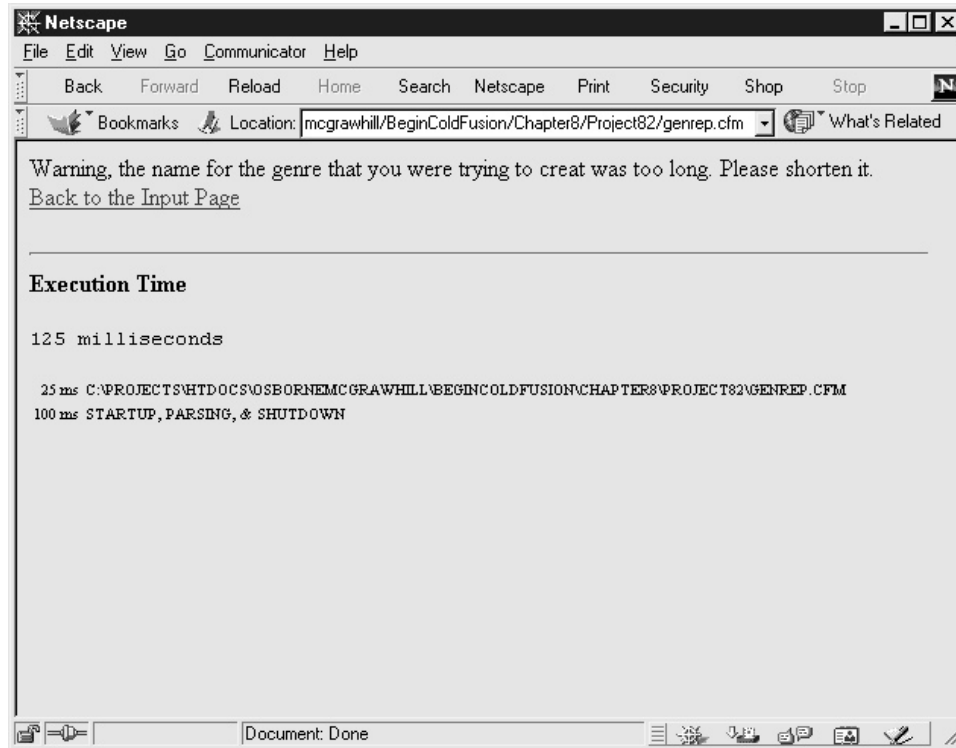 Netscape
File Edit View Go Communicator Help
Back Forward Reload Home Search Netscape Print Security Shop Stop N
Bookmarks Location: mcgrawhill/BeginColdFusion/Chapter8/Project82/genrep.cfm What's Related
Warning, the name for the genre that you were trying to creat was too long. Please shorten it.
Back to the Input Page
Execution Time
125 milliseconds
25 ms C:\PROJECTS\HTDOCS\OSBORNEMCGRAWHILL\BEGINCOLDFUSION\CHAPTER8\PROJECT82\GENREP.CFM
100 ms STARTUP, PARSING, & SHUTDOWN
Document: Done